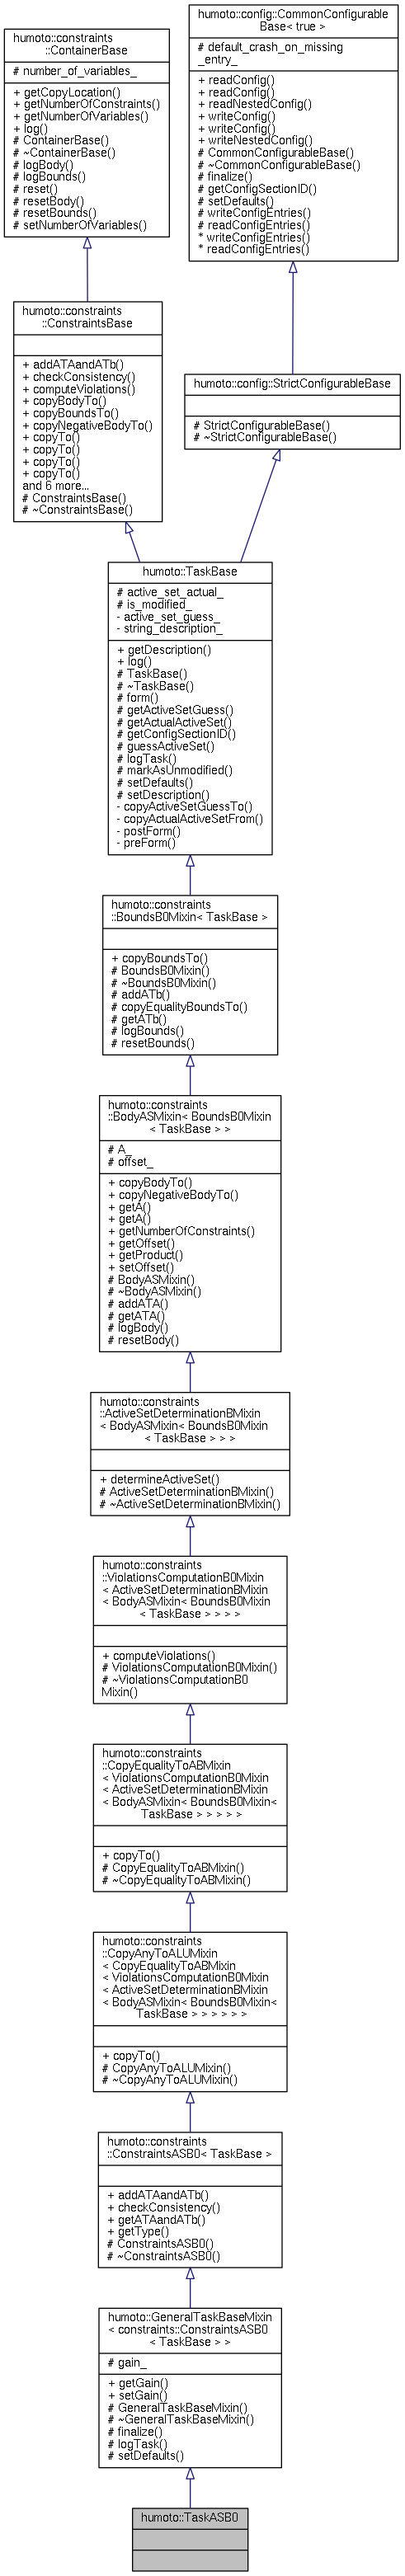 humoto::constraints
::ContainerBase
# number_of_variables_
+ getCopyLocation()
+ getNumberOfConstraints()
+ getNumberOfVariables()
+ log()
# ContainerBase()
# ~ContainerBase()
# logBody()
# logBounds()
# reset()
# resetBody()
# resetBounds()
# setNumberOfVariables()
humoto::config::CommonConfigurable
Base< true >
# default_crash_on_missing
_entry_
+ readConfig()
+ readConfig()
+ readNestedConfig()
+ writeConfig()
+ writeConfig()
+ writeNestedConfig()
# CommonConfigurableBase()
# ~CommonConfigurableBase()
# finalize()
# getConfigSectionID()
# setDefaults()
# writeConfigEntries()
# readConfigEntries()
* writeConfigEntries()
* readConfigEntries()
humoto::constraints
::ConstraintsBase
+ addATAandATb()
+ checkConsistency()
+ computeViolations()
+ copyBodyTo()
+ copyBoundsTo()
+ copyNegativeBodyTo()
+ copyTo()
+ copyTo()
+ copyTo()
+ copyTo()
and 6 more...
# ConstraintsBase()
# ~ConstraintsBase()
humoto::config::StrictConfigurableBase
# StrictConfigurableBase()
# ~StrictConfigurableBase()
humoto::TaskBase
# active_set_actual_
# is_modified_
- active_set_guess_
- string_description_
+ getDescription()
+ log()
# TaskBase()
# ~TaskBase()
# form()
# getActiveSetGuess()
# getActualActiveSet()
# getConfigSectionID()
# guessActiveSet()
# logTask()
# markAsUnmodified()
# setDefaults()
# setDescription()
- copyActiveSetGuessTo()
- copyActualActiveSetFrom()
- postForm()
- preForm()
humoto::constraints
::BoundsB0Mixin< TaskBase >
+ copyBoundsTo()
# BoundsB0Mixin()
# ~BoundsB0Mixin()
# addATb()
# copyEqualityBoundsTo()
# getATb()
# logBounds()
# resetBounds()
humoto::constraints
::BodyASMixin< BoundsB0Mixin
< TaskBase > >
# A_
# offset_
+ copyBodyTo()
+ copyNegativeBodyTo()
+ getA()
+ getA()
+ getNumberOfConstraints()
+ getOffset()
+ getProduct()
+ setOffset()
# BodyASMixin()
# ~BodyASMixin()
# addATA()
# getATA()
# logBody()
# resetBody()
humoto::constraints
::ActiveSetDeterminationBMixin
< BodyASMixin< BoundsB0Mixin
< TaskBase > > >
+ determineActiveSet()
# ActiveSetDeterminationBMixin()
# ~ActiveSetDeterminationBMixin()
humoto::constraints
::ViolationsComputationB0Mixin
< ActiveSetDeterminationBMixin
< BodyASMixin< BoundsB0Mixin
< TaskBase > > > >
+ computeViolations()
# ViolationsComputationB0Mixin()
# ~ViolationsComputationB0
Mixin()
humoto::constraints
::CopyEqualityToABMixin
< ViolationsComputationB0Mixin
< ActiveSetDeterminationBMixin
< BodyASMixin< BoundsB0Mixin<
TaskBase > > > > >
+ copyTo()
# CopyEqualityToABMixin()
# ~CopyEqualityToABMixin()
humoto::constraints
::CopyAnyToALUMixin
< CopyEqualityToABMixin
< ViolationsComputationB0Mixin
< ActiveSetDeterminationBMixin
< BodyASMixin< BoundsB0Mixin<
TaskBase > > > > > >
+ copyTo()
# CopyAnyToALUMixin()
# ~CopyAnyToALUMixin()
humoto::constraints
::ConstraintsASB0< TaskBase >
+ addATAandATb()
+ checkConsistency()
+ getATAandATb()
+ getType()
# ConstraintsASB0()
# ~ConstraintsASB0()
humoto::GeneralTaskBaseMixin
< constraints::ConstraintsASB0
< TaskBase > >
# gain_
+ getGain()
+ setGain()
# GeneralTaskBaseMixin()
# ~GeneralTaskBaseMixin()
# finalize()
# logTask()
# setDefaults()
humoto::TaskASB0